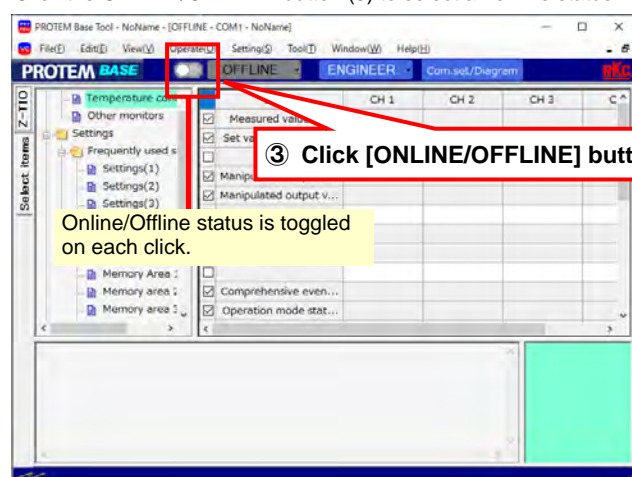 PROTEM Base Tool - NoName - [OFFLINE - COM1 - NoName]
File(F) Edit(E) View(V) Operate(O) Setting(S) Tool(T) Window(W) Help(H)
PROTEM BASE OFFLINE ENGINEER Com.set/Diagram RKC
Z-TIO
Select items
Temperature con
Other monitors
Settings
Frequently used s
Settings(1)
Settings(2)
Settings(3)
Memory Area
Memory area
Memory area 3
CH 1 CH 2 CH 3 C
Measured value
Set va
Manipu
Manipulated output v...
Comprehensive even...
Operation mode stat...
③ Click [ONLINE/OFFLINE] butt
Online/Offline status is toggled
on each click.